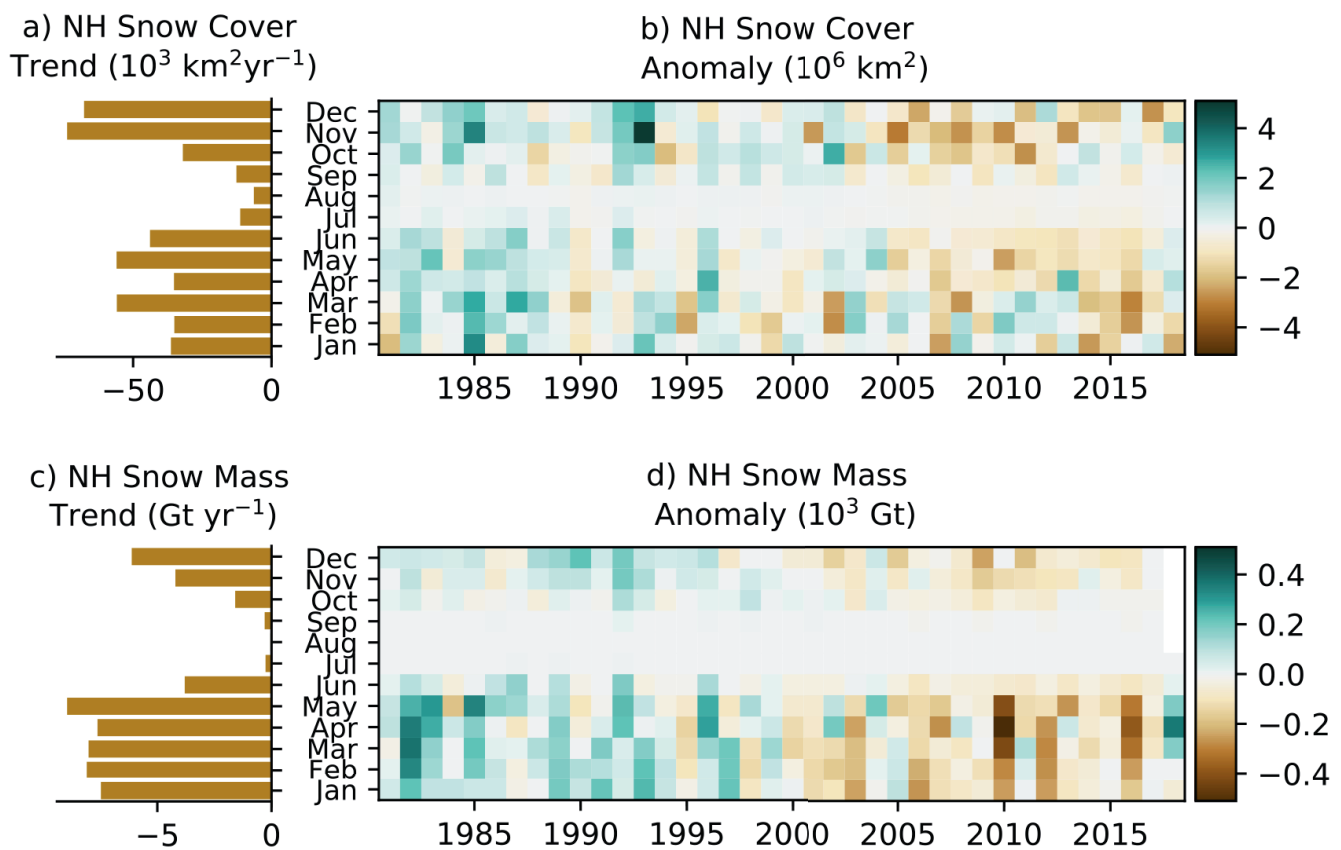 a) NH Snow Cover
Trend (10³ km²yr⁻¹)
b) NH Snow Cover
Anomaly (10⁶ km²)
Dec
Nov
Oct
Sep
Aug
Jul
Jun
May
Apr
Mar
Feb
Jan
−50
0
1985
1990
1995
2000
2005
2010
2015
4
2
0
−2
−4
c) NH Snow Mass
Trend (Gt yr⁻¹)
d) NH Snow Mass
Anomaly (10³ Gt)
Dec
Nov
Oct
Sep
Aug
Jul
Jun
May
Apr
Mar
Feb
Jan
−5
0
1985
1990
1995
2000
2005
2010
2015
0.4
0.2
0.0
−0.2
−0.4